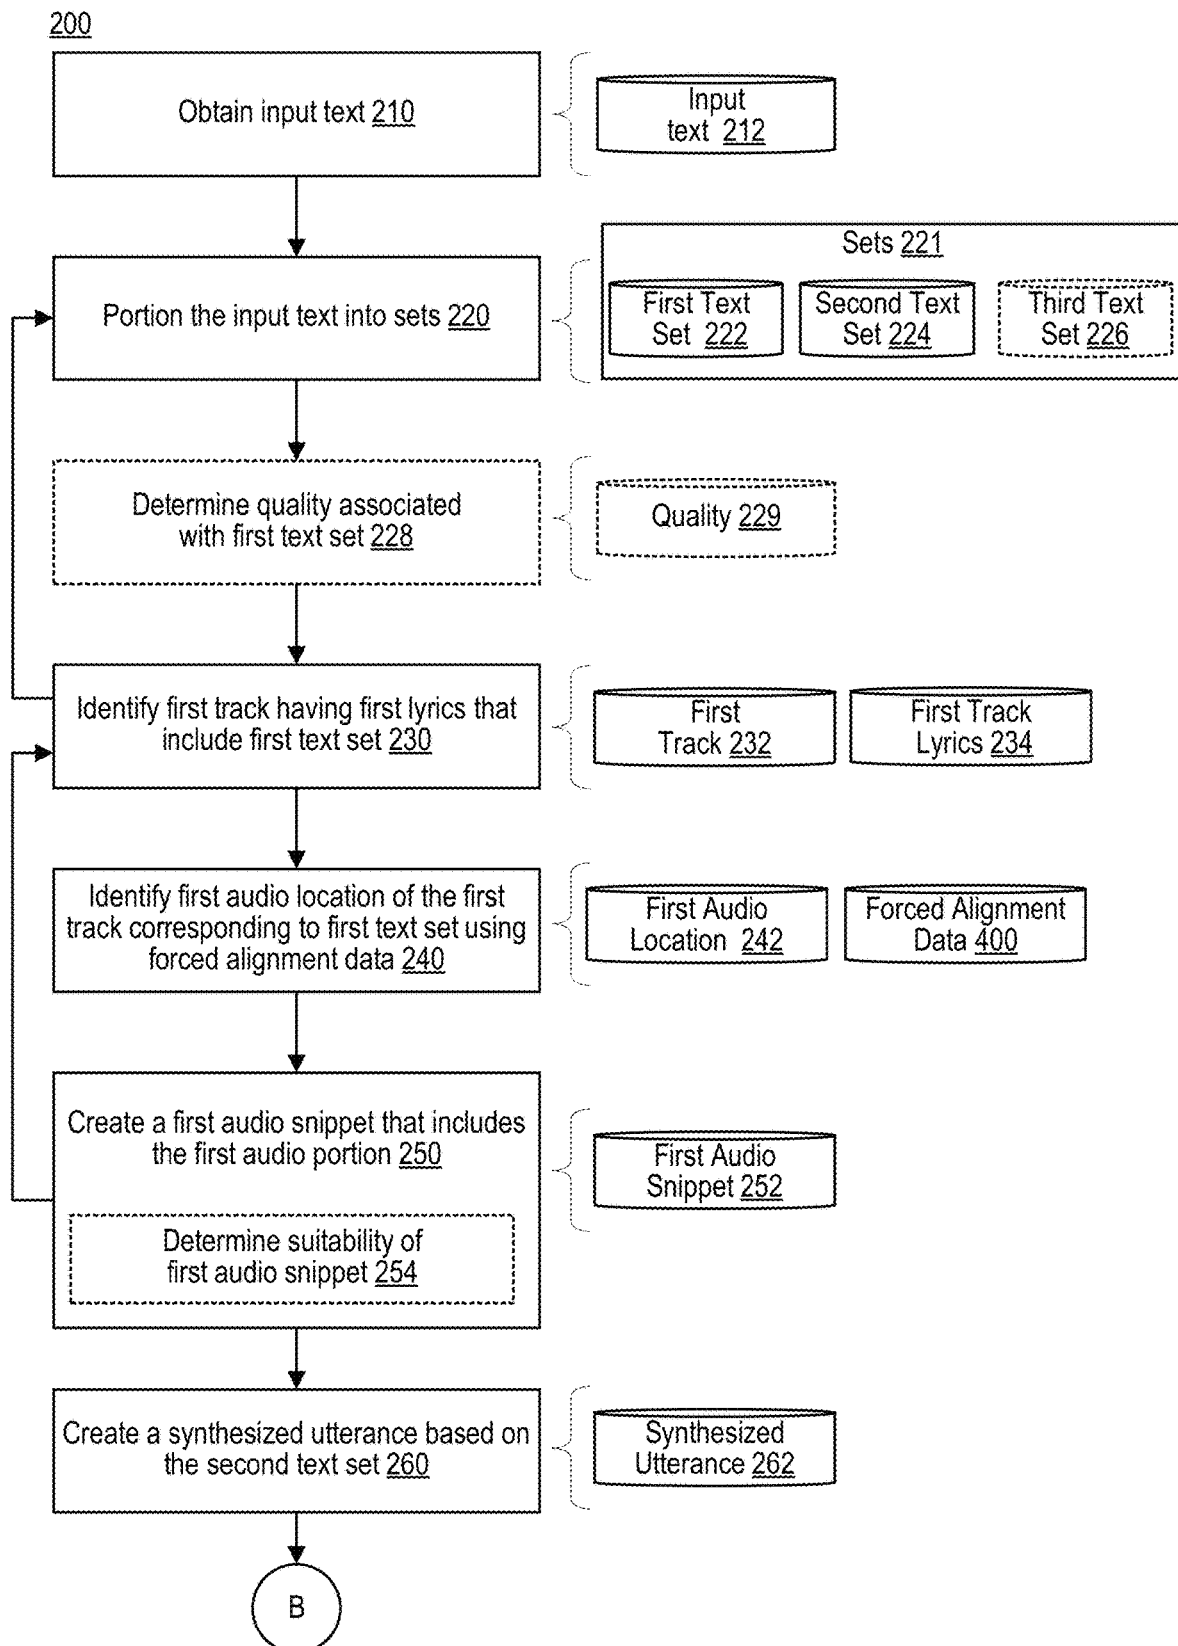 200
Obtain input text 210
Input
text 212
Portion the input text into sets 220
Sets 221
First Text
Set 222
Second Text
Set 224
Third Text
Set 226
Determine quality associated
with first text set 228
Quality 229
Identify first track having first lyrics that
include first text set 230
First
Track 232
First Track
Lyrics 234
Identify first audio location of the first
track corresponding to first text set using
forced alignment data 240
First Audio
Location 242
Forced Alignment
Data 400
Create a first audio snippet that includes
the first audio portion 250
First Audio
Snippet 252
Determine suitability of
first audio snippet 254
Create a synthesized utterance based on
the second text set 260
Synthesized
Utterance 262
B